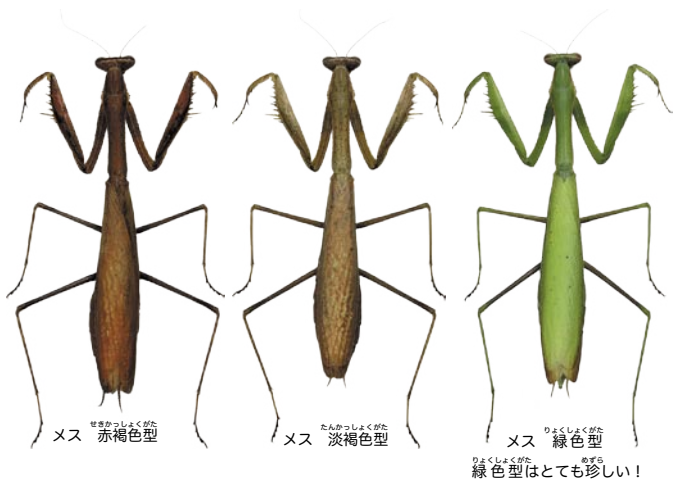 メス 赤褐色型
せきかっしょくがた
メス 淡褐色型
たんかっしょくがた
メス 緑色型
りょくしょくがた
緑色型はとても珍しい！
りょくしょくがた めずら